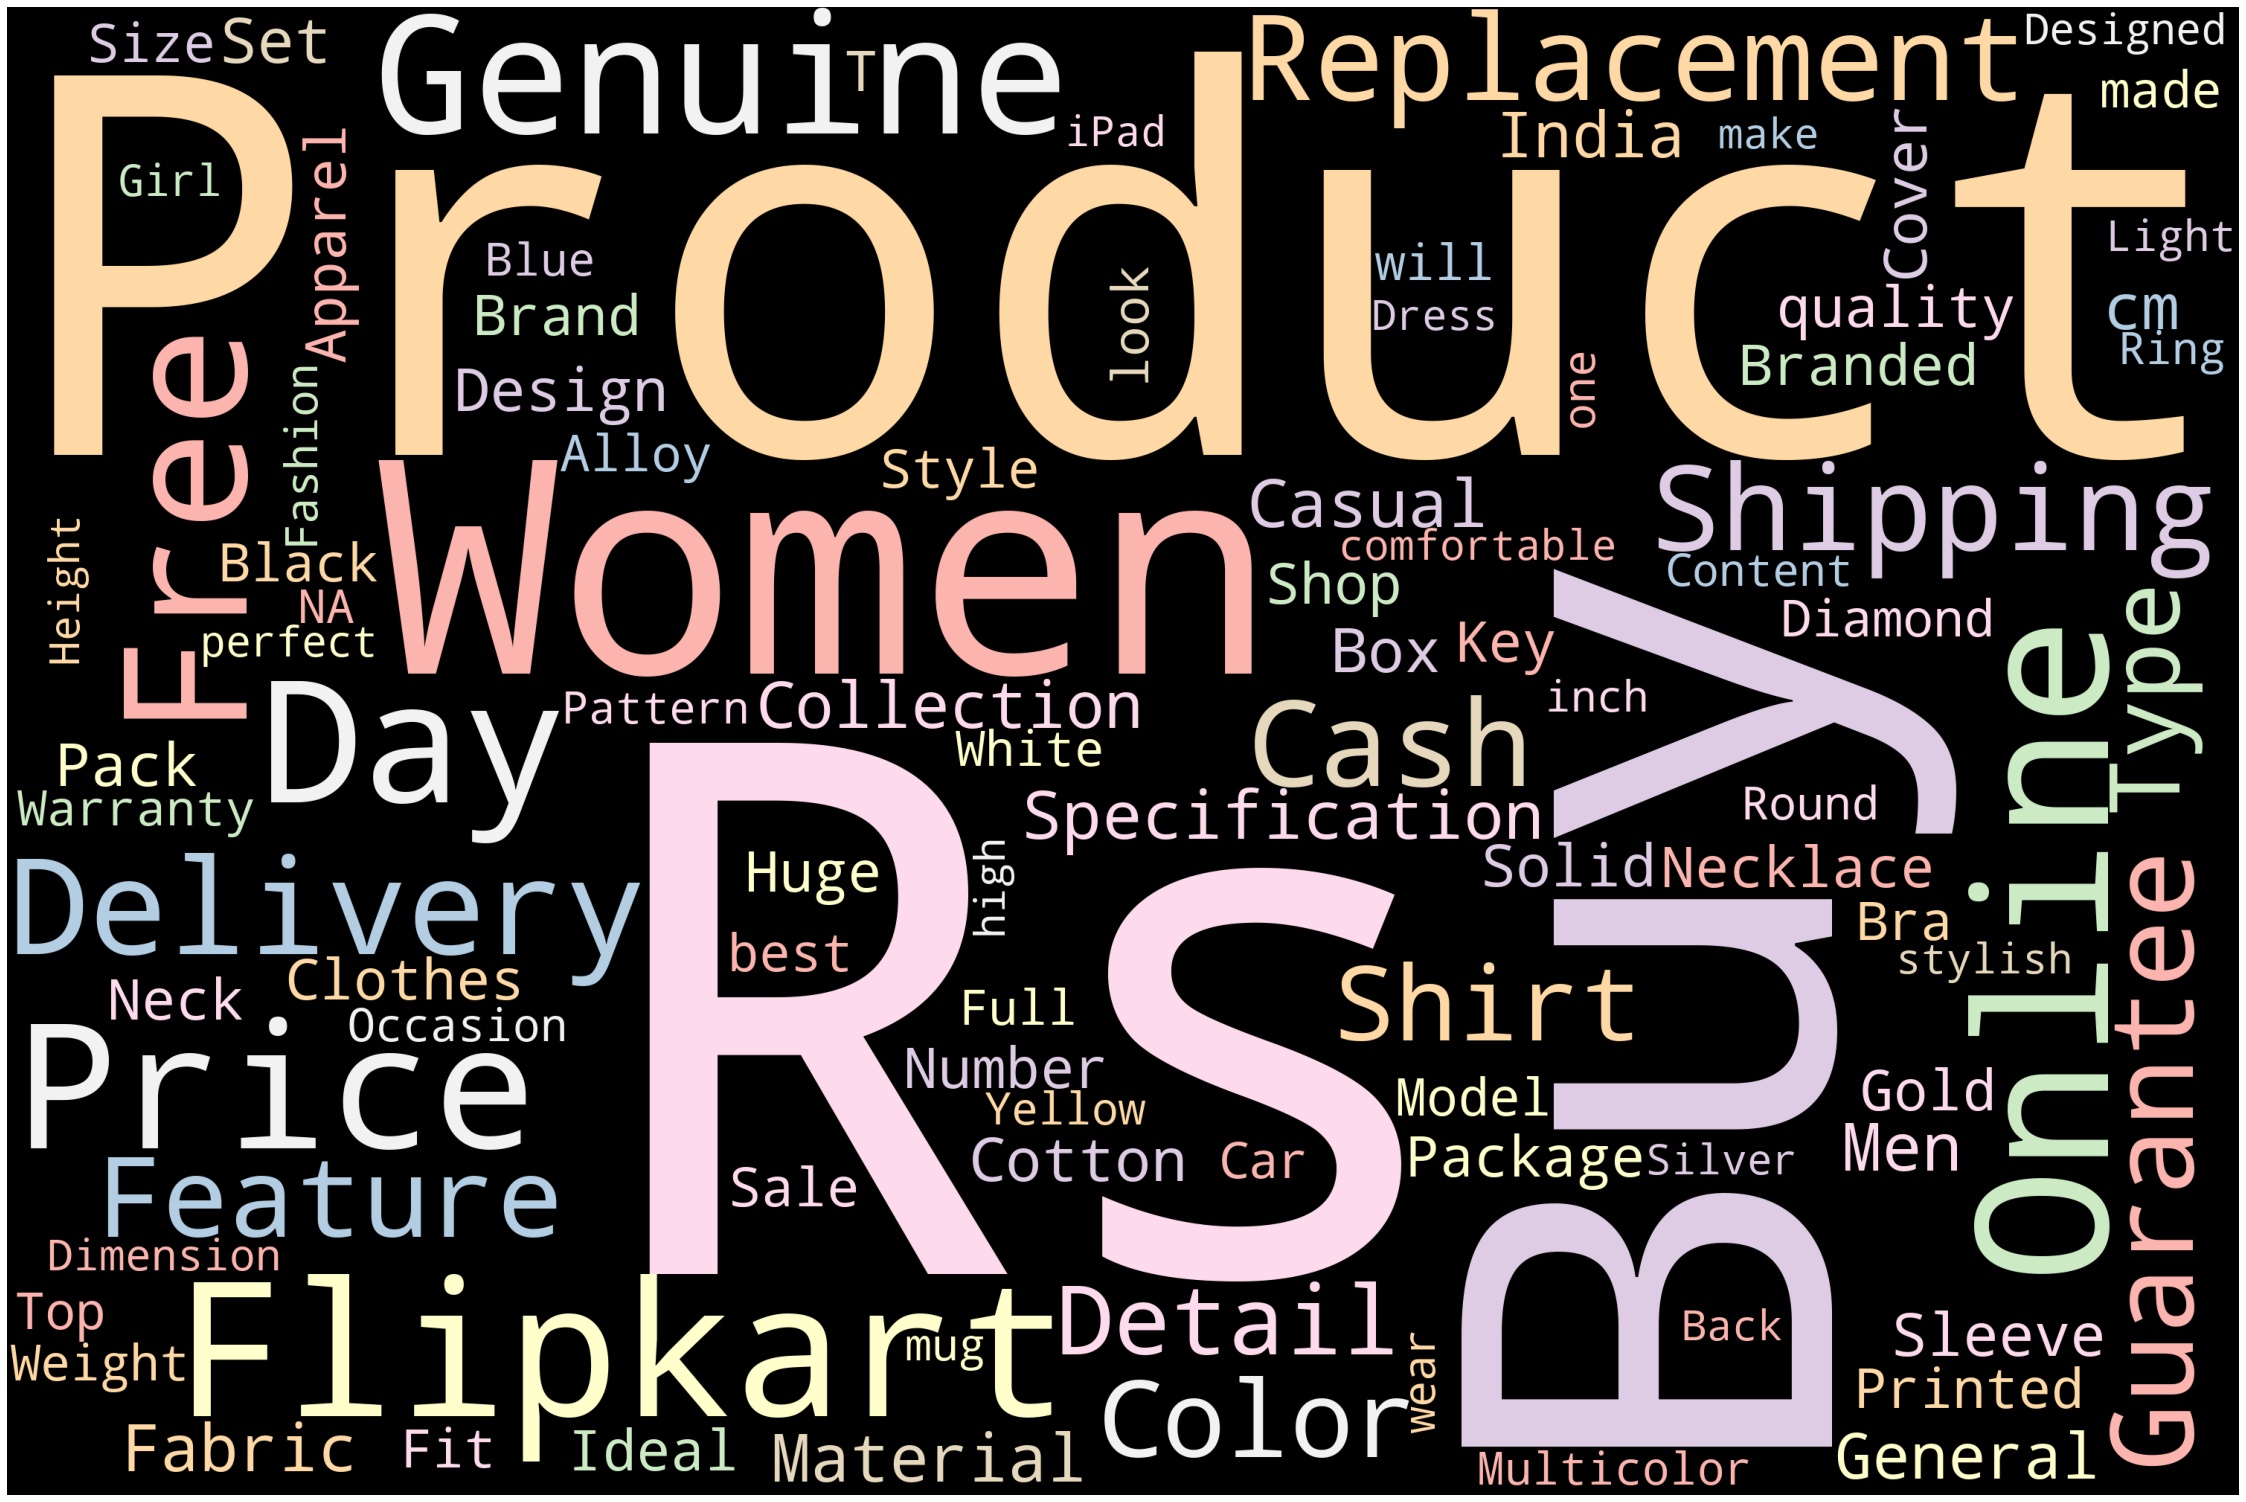 Size
Set
Genuine
T
Replacement
Designed
made
iPad
India
make
Product
Girl
Apparel
Cover
Light
Blue
look
will
Brand
Dress
quality
cm
Ring
Free
Fashion
Design
one
Branded
Alloy
Style
Casual
Shipping
Women
comfortable
Content
Height
Black
Shop
NA
Diamond
perfect
Box
Key
Type
Day
Pattern
Collection
inch
Cash
White
Pack
Warranty
Specification
Round
Buy
Online
Rs
Delivery
Huge
high
Solid
Necklace
best
Bra
stylish
Guarantee
Clothes
Neck
Occasion
Full
Shirt
Price
Number
Yellow
Model
Gold
Cotton
Car
Package
Silver
Men
Feature
Sale
Dimension
Top
Flipkart
mug
Detail
wear
Back
Sleeve
Weight
Color
Printed
Fabric
Fit
Ideal
Material
Multicolor
General